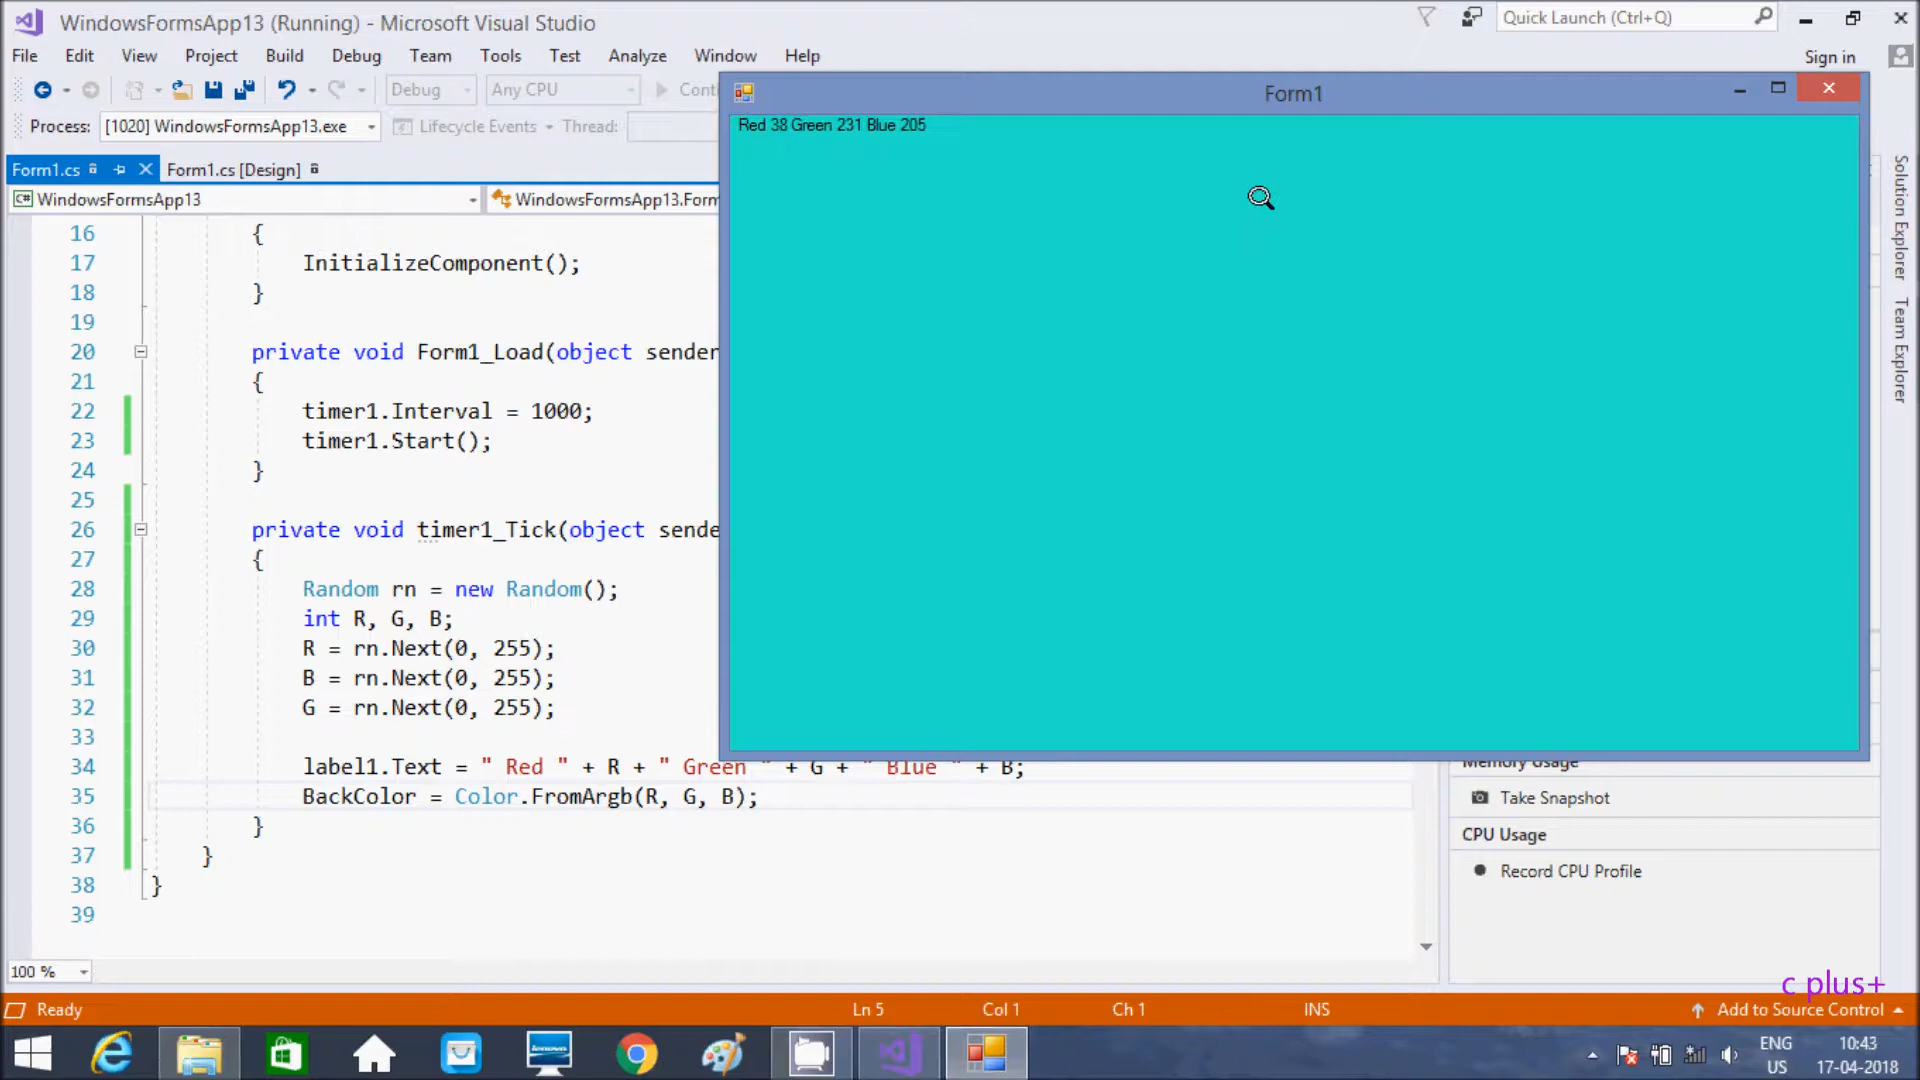 WindowsFormsApp13 (Running) - Microsoft Visual Studio
Quick Launch (Ctrl+Q)
File Edit View Project Build Debug Team Tools Test Analyze Window Help
Sign in
Debug Any CPU Conti
Form1
Process: [1020] WindowsFormsApp13.exe Lifecycle Events Thread:
Red 38 Green 231 Blue 205
Form1.cs Form1.cs [Design]
WindowsFormsApp13 WindowsFormsApp13.Form
Solution Explorer
Team Explorer
16 {
17 InitializeComponent();
18 }
19
20 private void Form1_Load(object sender
21 {
22 timer1.Interval = 1000;
23 timer1.Start();
24 }
25
26 private void timer1_Tick(object sende
27 {
28 Random rn = new Random();
29 int R, G, B;
30 R = rn.Next(0, 255);
31 B = rn.Next(0, 255);
32 G = rn.Next(0, 255);
33
34 label1.Text = " Red " + R + " Green " + G + " Blue " + B;
35 BackColor = Color.FromArgb(R, G, B);
36 }
37 }
38 }
39
Memory Usage
Take Snapshot
CPU Usage
Record CPU Profile
100 %
c plus+
Ready Ln 5 Col 1 Ch 1 INS Add to Source Control
ENG 10:43
US 17-04-2018